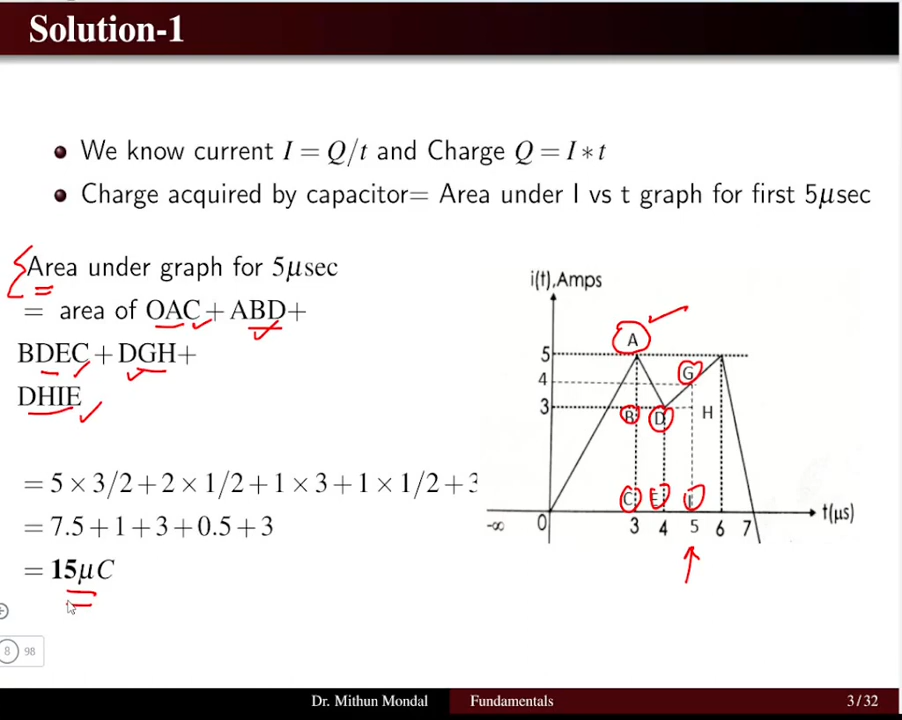 Solution-1
We know current I = Q/t and Charge Q = I * t
Charge acquired by capacitor= Area under I vs t graph for first 5μsec
Area under graph for 5μsec
= area of OAC+ABD+
BDEC+DGH+
DHIE
= 5 × 3/2+2 × 1/2+1 × 3+1 × 1/2+3
= 7.5+1+3+0.5+3
= 15μC
i(t),Amps
A
5
G
4
3
B
D
H
C
E
I
-∞
0
3
4
5
6
7
t(μs)
8
98
Dr. Mithun Mondal
Fundamentals
3/32